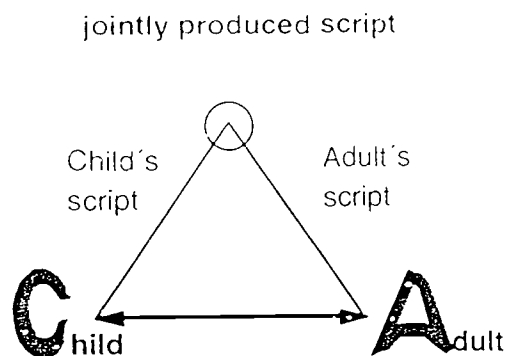 jointly produced script
Child´s
script
Adult´s
script
Child
Adult